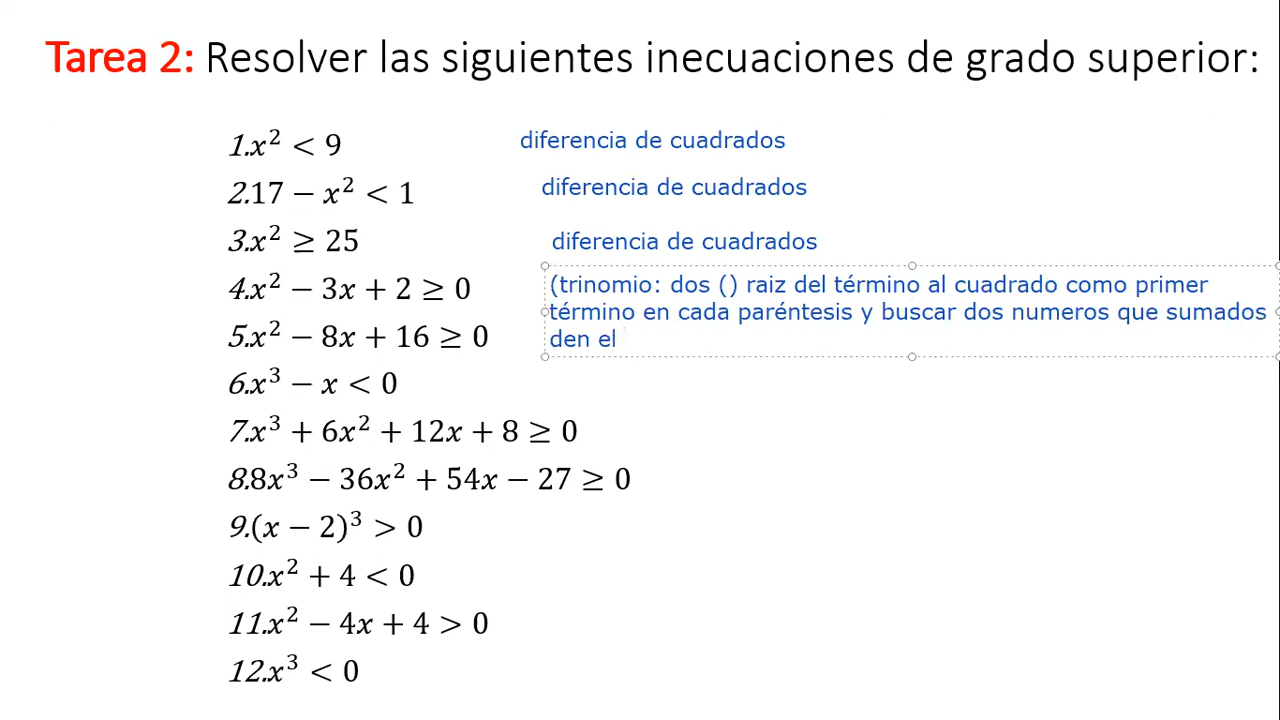 Tarea 2: Resolver las siguientes inecuaciones de grado superior:
1.x² < 9 diferencia de cuadrados
2.17 − x² < 1 diferencia de cuadrados
3.x² ≥ 25 diferencia de cuadrados
4.x² − 3x + 2 ≥ 0
(trinomio: dos () raiz del término al cuadrado como primer
término en cada paréntesis y buscar dos numeros que sumados
den el
5.x² − 8x + 16 ≥ 0
6.x³ − x < 0
7.x³ + 6x² + 12x + 8 ≥ 0
8.8x³ − 36x² + 54x − 27 ≥ 0
9.(x − 2)³ > 0
10.x² + 4 < 0
11.x² − 4x + 4 > 0
12.x³ < 0